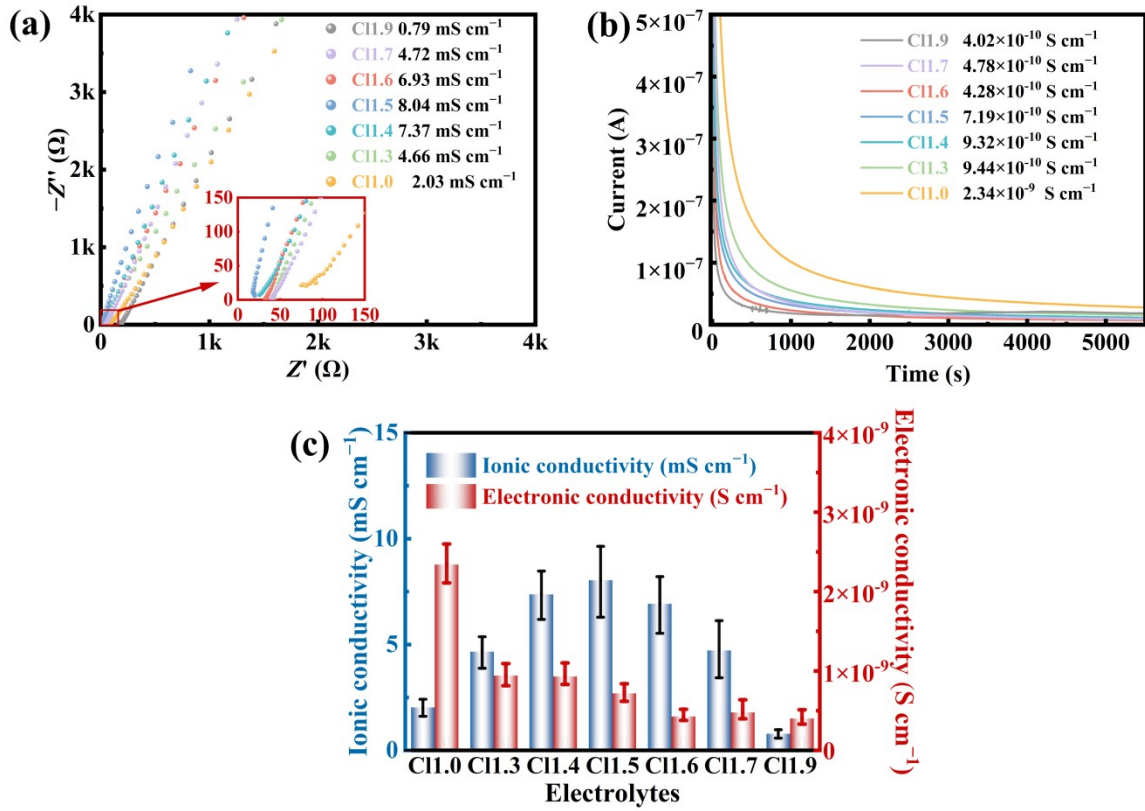 (a)
4k
3k
2k
1k
0
−Z'' (Ω)
0
1k
2k
3k
4k
Z' (Ω)
Cl1.9 0.79 mS cm⁻¹
Cl1.7 4.72 mS cm⁻¹
Cl1.6 6.93 mS cm⁻¹
Cl1.5 8.04 mS cm⁻¹
Cl1.4 7.37 mS cm⁻¹
Cl1.3 4.66 mS cm⁻¹
Cl1.0 2.03 mS cm⁻¹
150
100
50
0
0
50
100
150
(b)
5×10⁻⁷
4×10⁻⁷
3×10⁻⁷
2×10⁻⁷
1×10⁻⁷
0
Current (A)
0
1000
2000
3000
4000
5000
Time (s)
Cl1.9 4.02×10⁻¹⁰ S cm⁻¹
Cl1.7 4.78×10⁻¹⁰ S cm⁻¹
Cl1.6 4.28×10⁻¹⁰ S cm⁻¹
Cl1.5 7.19×10⁻¹⁰ S cm⁻¹
Cl1.4 9.32×10⁻¹⁰ S cm⁻¹
Cl1.3 9.44×10⁻¹⁰ S cm⁻¹
Cl1.0 2.34×10⁻⁹ S cm⁻¹
(c)
15
10
5
0
Ionic conductivity (mS cm⁻¹)
Ionic conductivity (mS cm⁻¹)
Electronic conductivity (S cm⁻¹)
4×10⁻⁹
3×10⁻⁹
2×10⁻⁹
1×10⁻⁹
0
Electronic conductivity (S cm⁻¹)
Cl1.0 Cl1.3 Cl1.4 Cl1.5 Cl1.6 Cl1.7 Cl1.9
Electrolytes